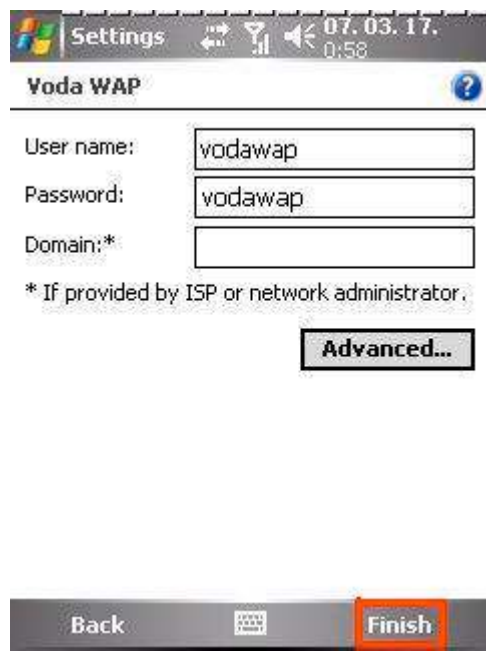 Settings 07. 03. 17.
0:58
Voda WAP
User name: vodawap
Password: vodawap
Domain:*
* If provided by ISP or network administrator.
Advanced...
Back Finish